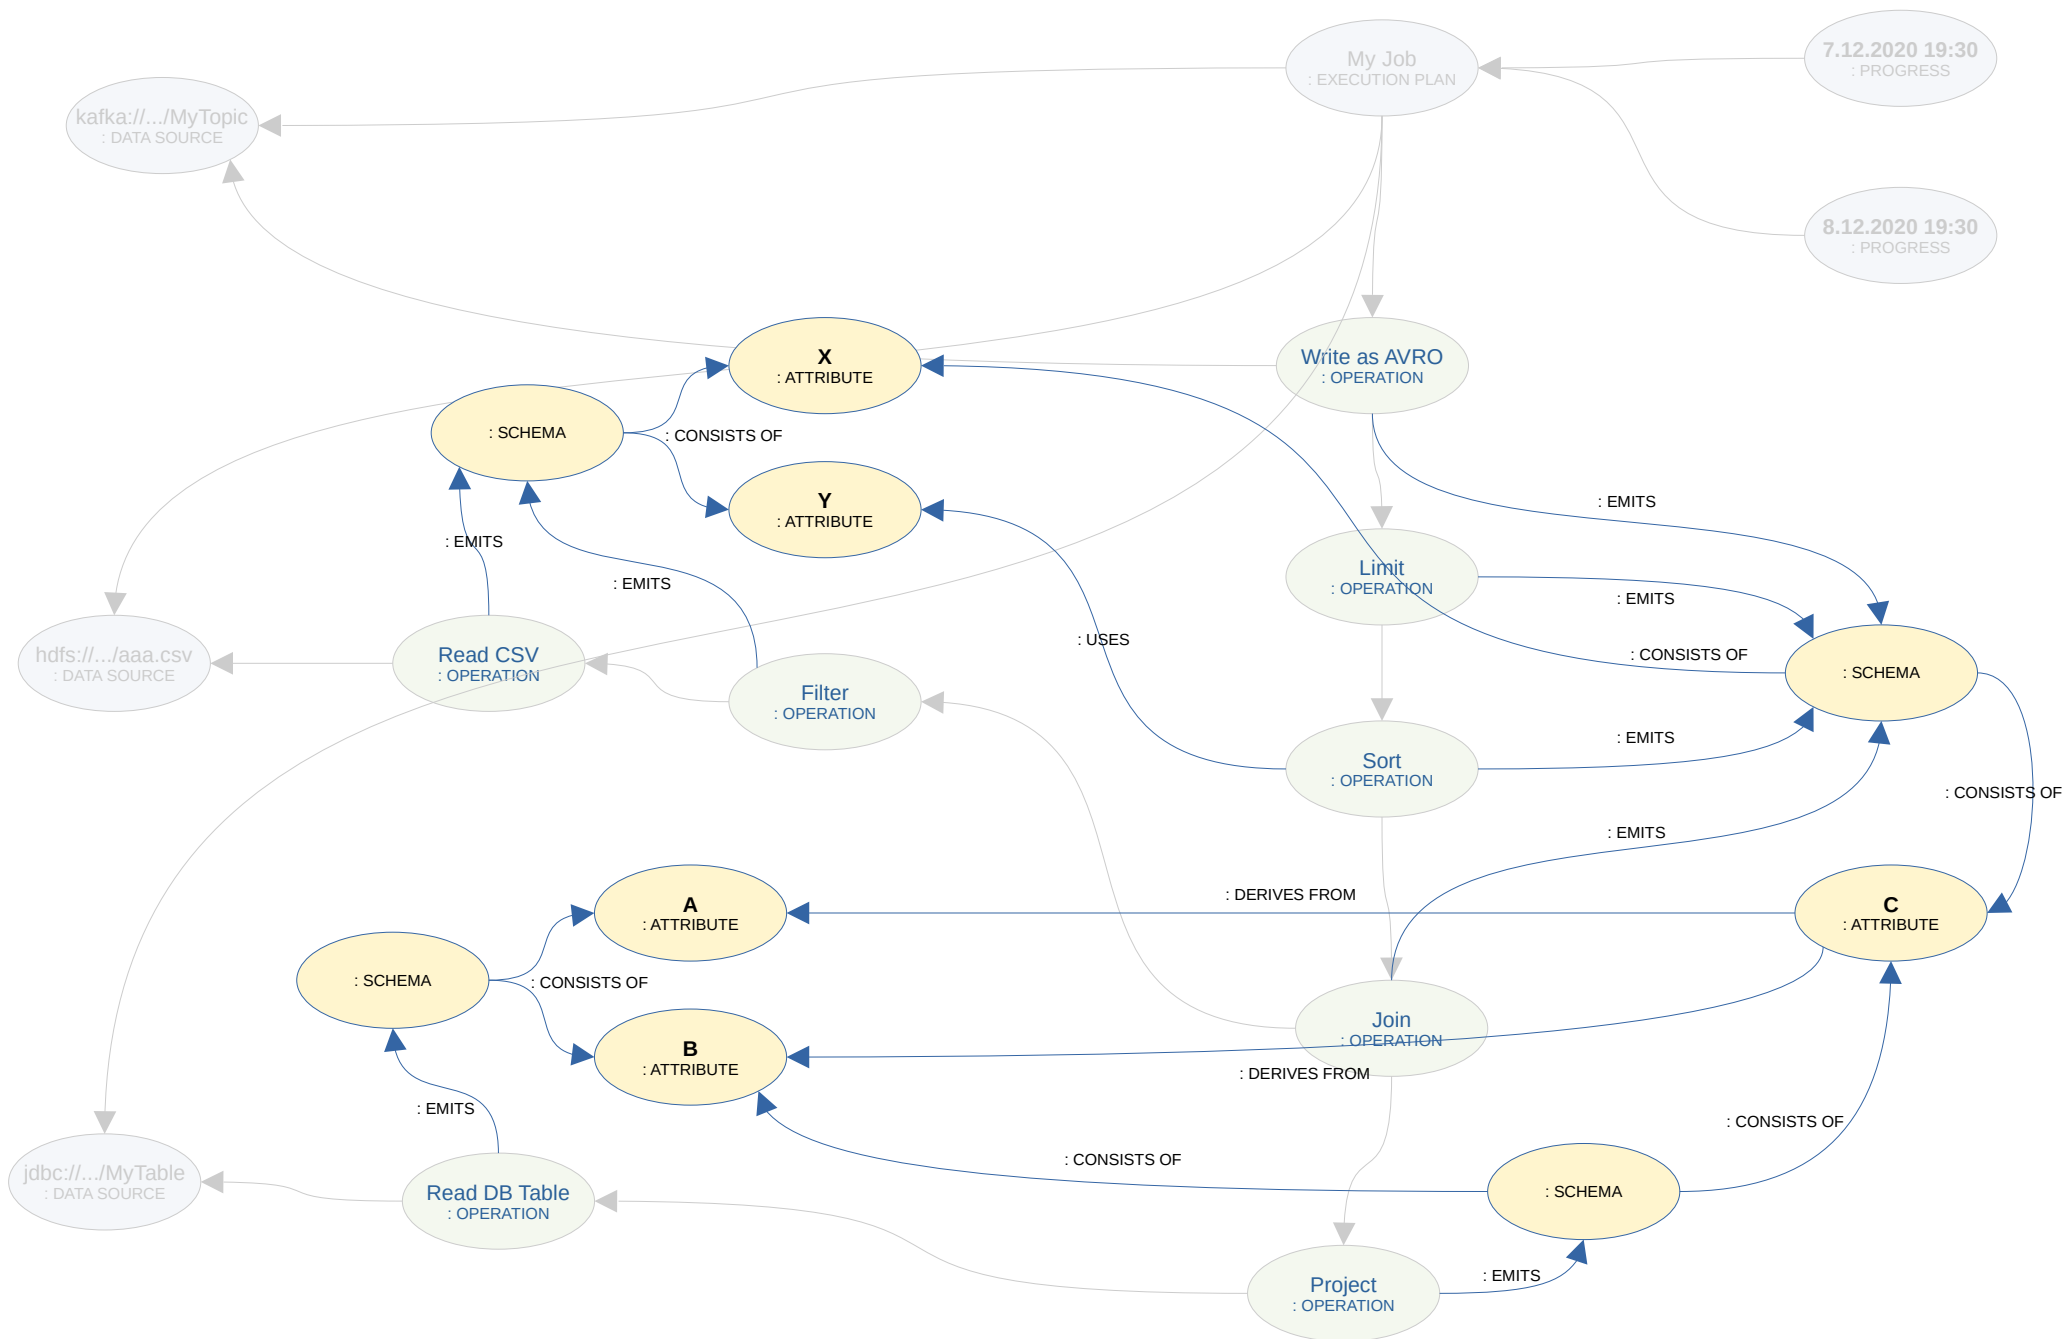 My Job
: EXECUTION PLAN
7.12.2020 19:30
: PROGRESS
kafka://.../MyTopic
: DATA SOURCE
8.12.2020 19:30
: PROGRESS
X
: ATTRIBUTE
Write as AVRO
: OPERATION
: SCHEMA
: CONSISTS OF
Y
: ATTRIBUTE
: EMITS
: EMITS
: EMITS
Limit
: OPERATION
: EMITS
hdfs://.../aaa.csv
: DATA SOURCE
Read CSV
: OPERATION
: USES
: CONSISTS OF
: SCHEMA
Filter
: OPERATION
Sort
: OPERATION
: EMITS
: CONSISTS OF
: EMITS
A
: ATTRIBUTE
: DERIVES FROM
C
: ATTRIBUTE
: SCHEMA
: CONSISTS OF
B
: ATTRIBUTE
Join
: OPERATION
: DERIVES FROM
: EMITS
: CONSISTS OF
: CONSISTS OF
jdbc://.../MyTable
: DATA SOURCE
Read DB Table
: OPERATION
: SCHEMA
Project
: OPERATION
: EMITS